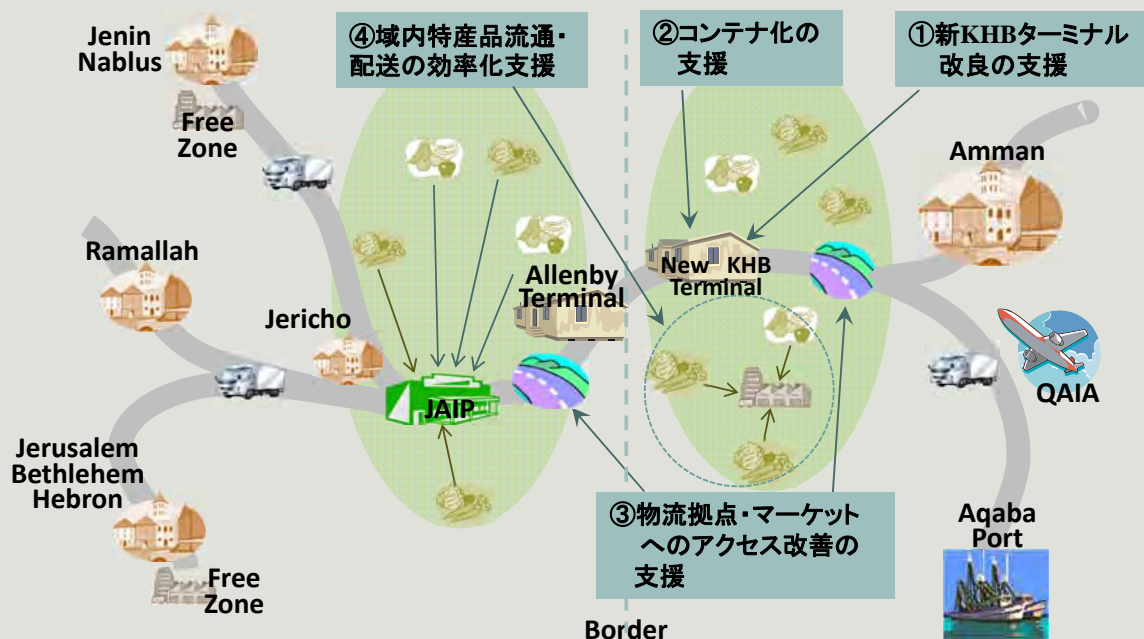 Jenin
Nablus
④域内特産品流通・
配送の効率化支援
②コンテナ化の
支援
①新KHBターミナル
改良の支援
Free
Zone
Amman
Ramallah
Allenby
Terminal
New KHB
Terminal
Jericho
JAIP
QAIA
Jerusalem
Bethlehem
Hebron
③物流拠点・マーケット
へのアクセス改善の
支援
Aqaba
Port
Free
Zone
Border